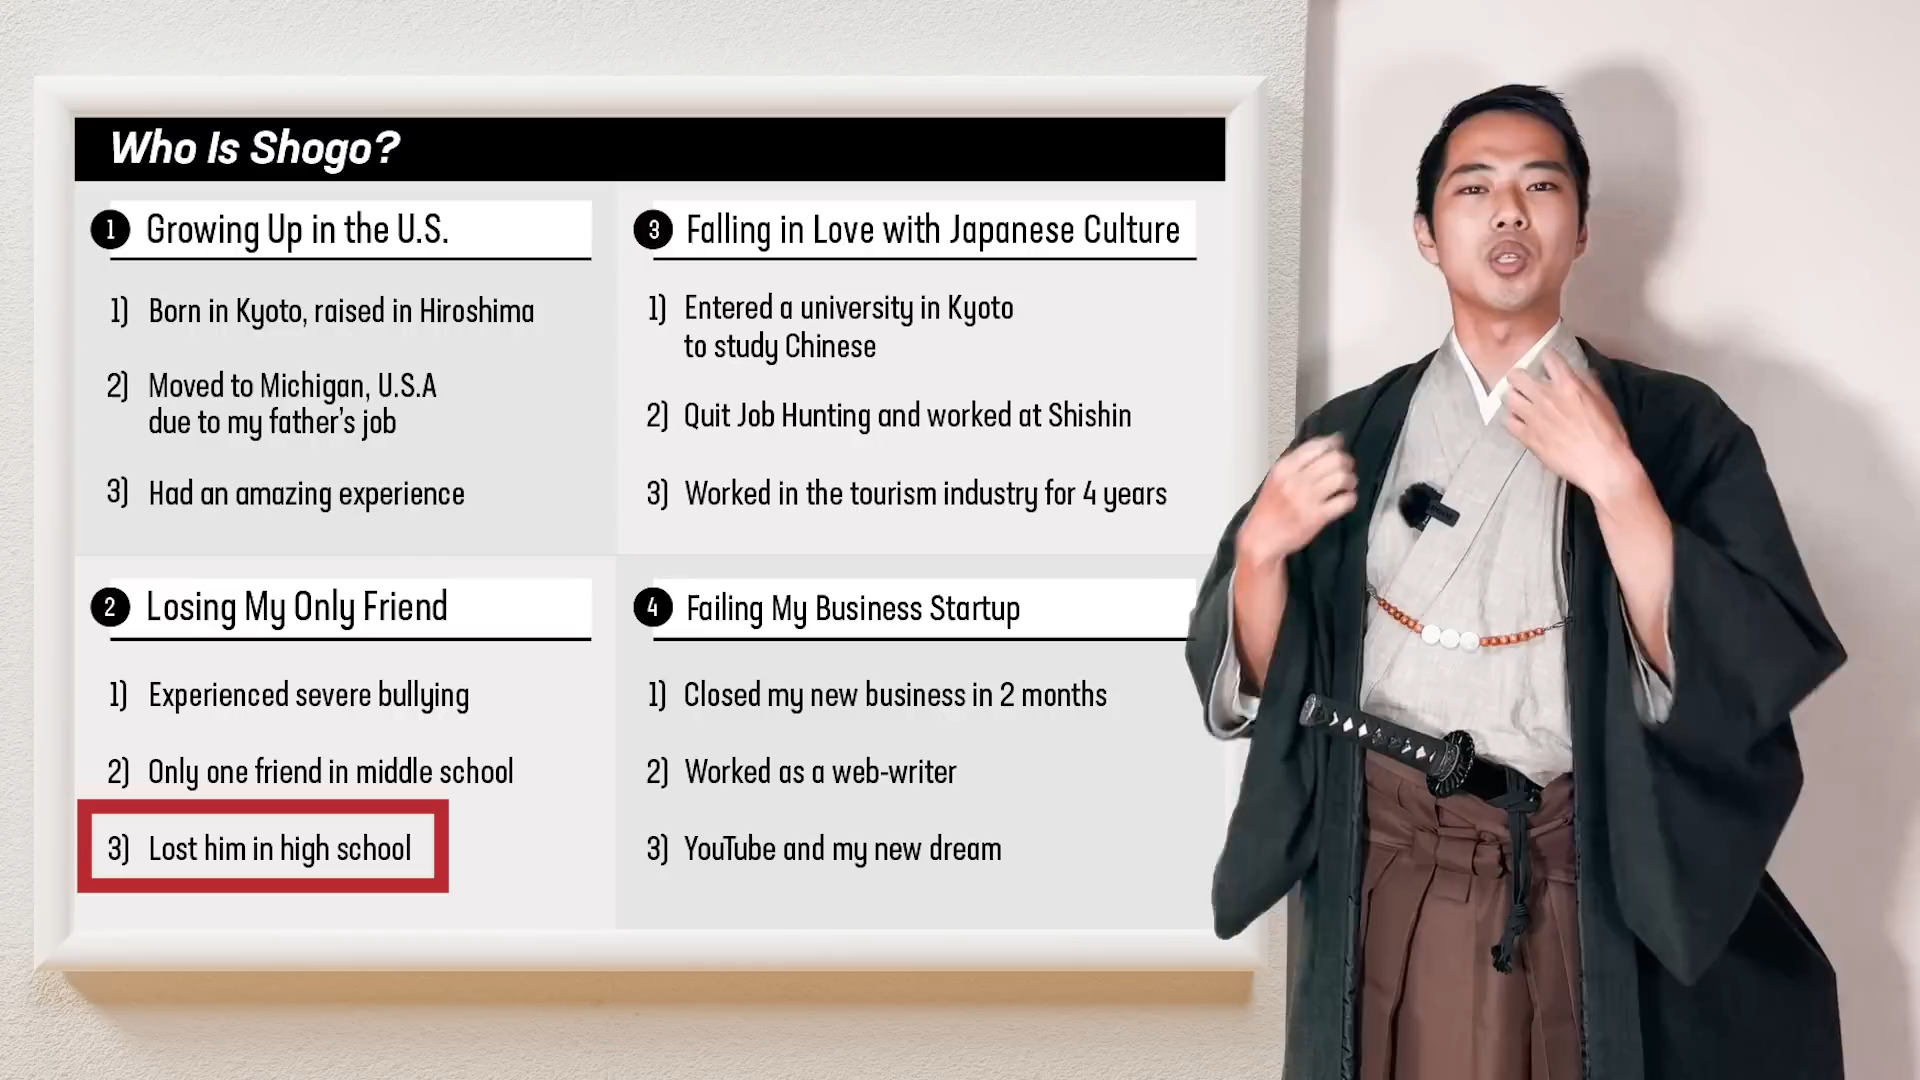 Who Is Shogo?
1 Growing Up in the U.S.
1) Born in Kyoto, raised in Hiroshima
2) Moved to Michigan, U.S.A
due to my father's job
3) Had an amazing experience
2 Losing My Only Friend
1) Experienced severe bullying
2) Only one friend in middle school
3) Lost him in high school
3 Falling in Love with Japanese Culture
1) Entered a university in Kyoto
to study Chinese
2) Quit Job Hunting and worked at Shishin
3) Worked in the tourism industry for 4 years
4 Failing My Business Startup
1) Closed my new business in 2 months
2) Worked as a web-writer
3) YouTube and my new dream